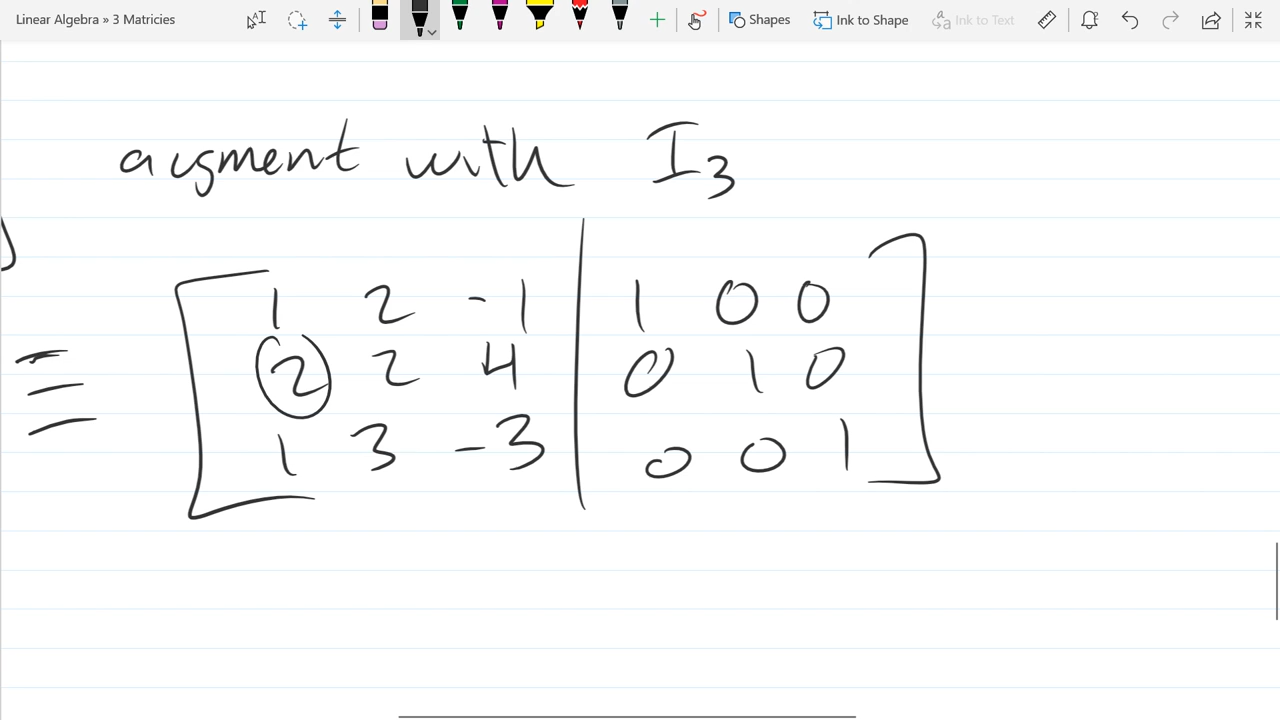 Linear Algebra » 3 Matricies
Shapes
Ink to Shape
Ink to Text
augment with I₃
1 2 -1 | 1 0 0
2 2 4 | 0 1 0
1 3 -3 | 0 0 1